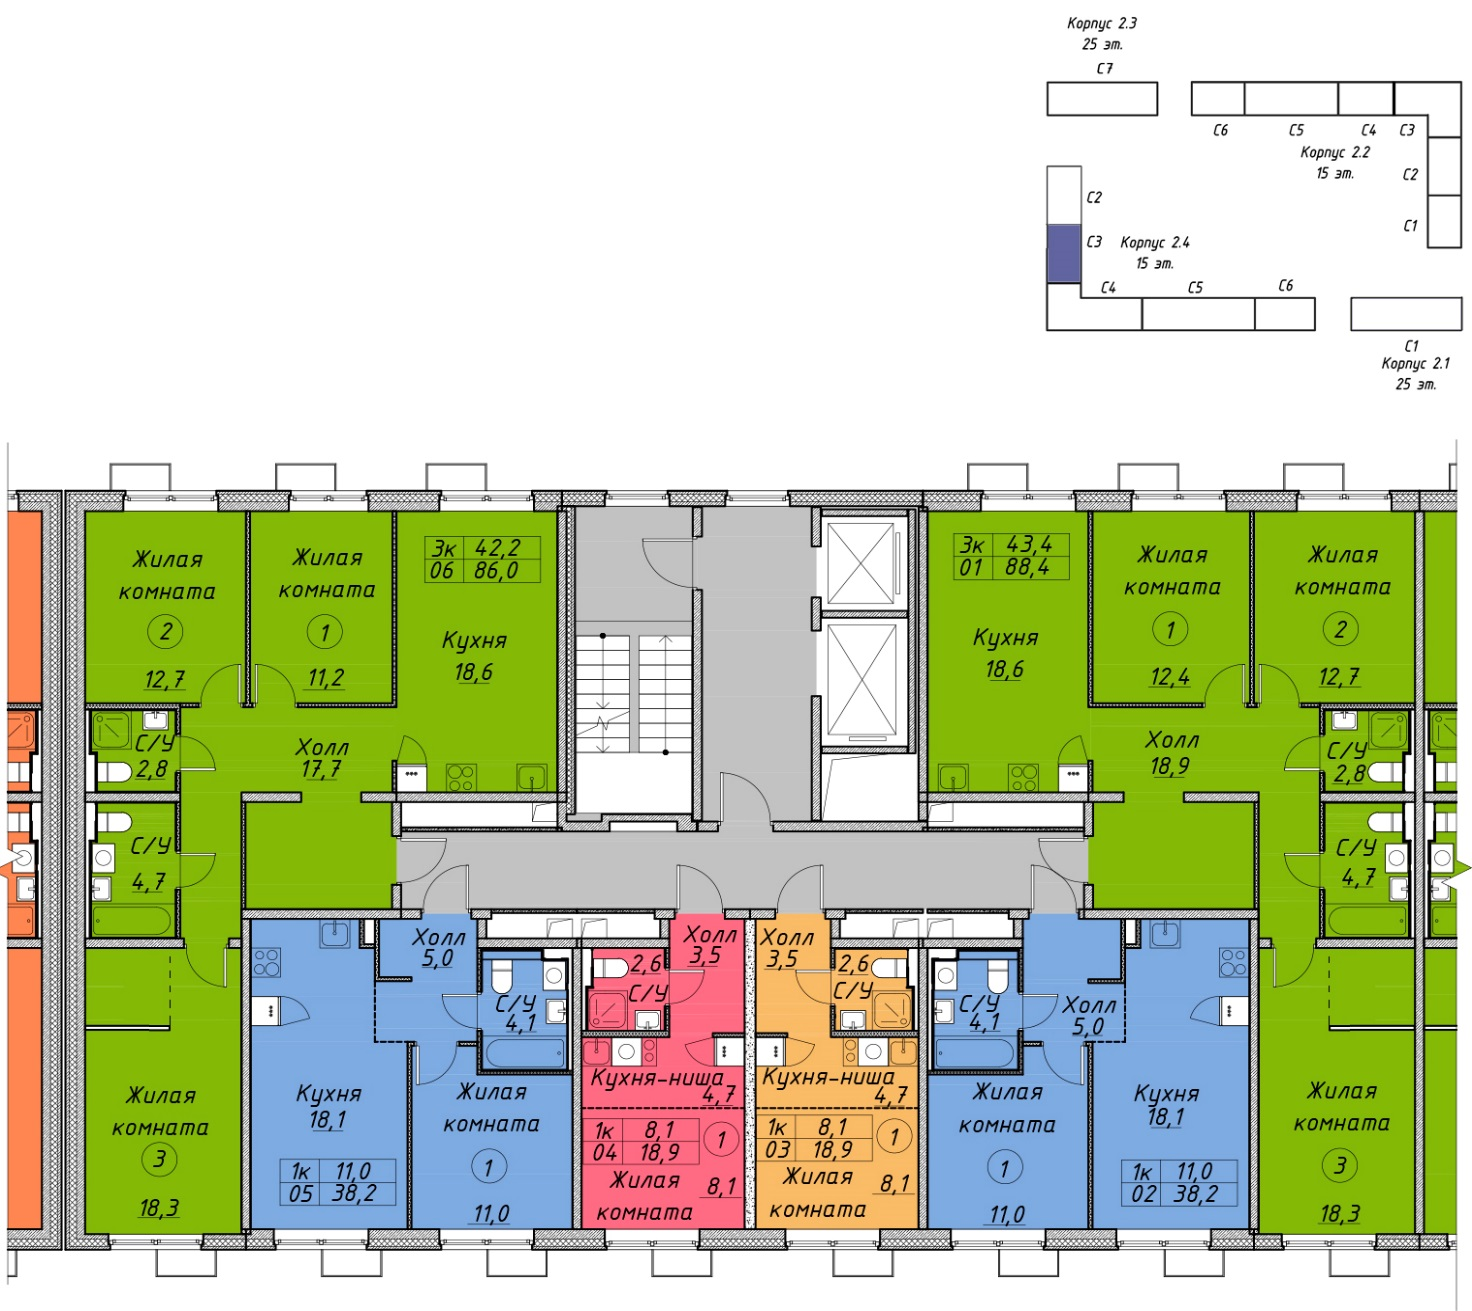 Корпус 2.3
25 эт.
С7
С6
С5
С4
С3
Корпус 2.2
15 эт.
С2
С1
С2
С3
Корпус 2.4
15 эт.
С4
С5
С6
С1
Корпус 2.1
25 эт.
Жилая
комната
2
12,7
Жилая
комната
1
11,2
3к 42,2
06 86,0
Кухня
18,6
3к 43,4
01 88,4
Кухня
18,6
Жилая
комната
1
12,4
Жилая
комната
2
12,7
С/У
2,8
Холл
17,7
Холл
18,9
С/У
2,8
С/У
4,7
С/У
4,7
Холл
5,0
С/У
4,1
Холл
3,5
2,6
С/У
Холл
3,5
2,6
С/У
С/У
4,1
Холл
5,0
Жилая
комната
3
18,3
Кухня
18,1
1к 11,0
05 38,2
Жилая
комната
1
11,0
Кухня-ниша
4,7
1к 8,1
04 18,9
1
Жилая
комната
8,1
Кухня-ниша
4,7
1к 8,1
03 18,9
1
Жилая
комната
8,1
Жилая
комната
1
11,0
Кухня
18,1
1к 11,0
02 38,2
Жилая
комната
3
18,3